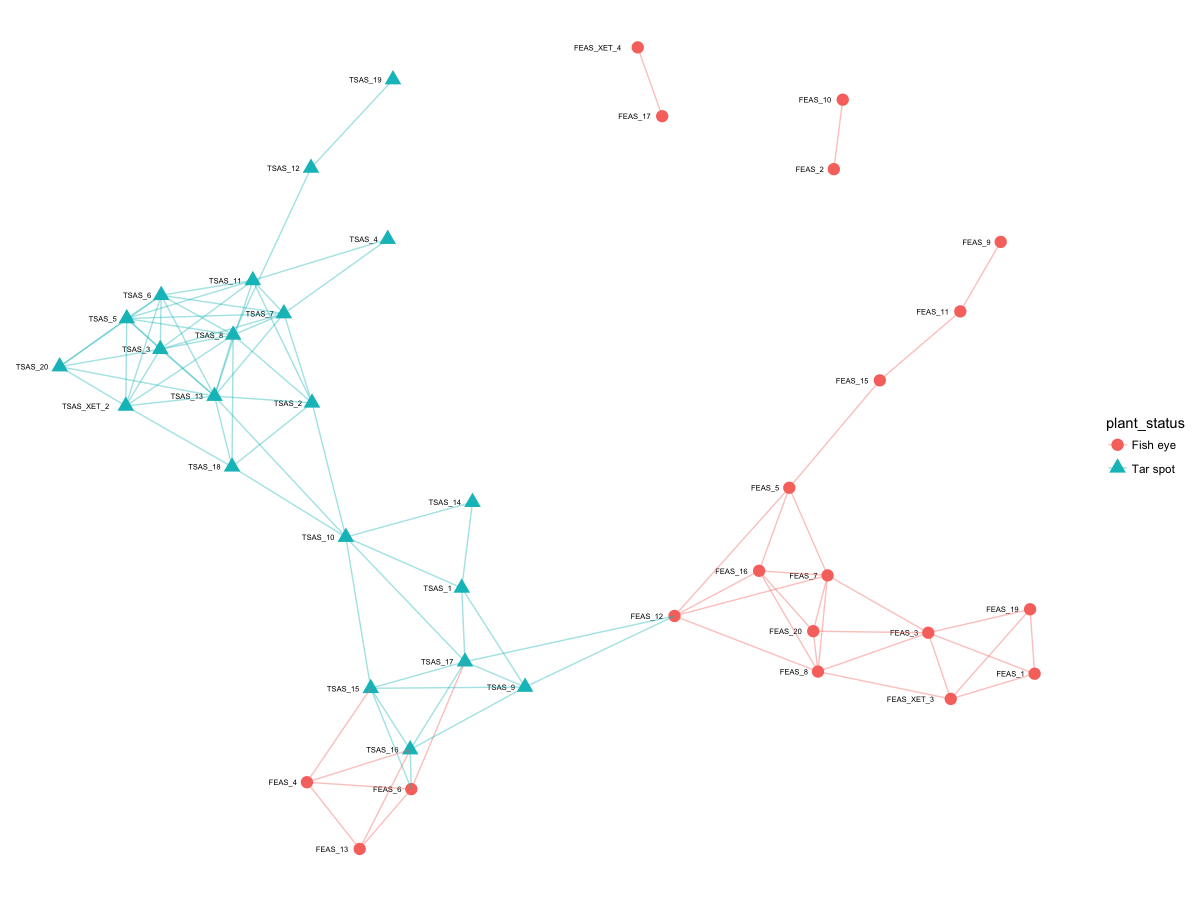 FEAS_XET_4
TSAS_19
FEAS_10
FEAS_17
TSAS_12
FEAS_2
TSAS_4
FEAS_9
TSAS_11
TSAS_6
FEAS_11
TSAS_7
TSAS_5
TSAS_8
TSAS_3
TSAS_20
FEAS_15
TSAS_13
TSAS_2
TSAS_XET_2
plant_status
Fish eye
Tar spot
TSAS_18
FEAS_5
TSAS_14
TSAS_10
FEAS_16
FEAS_7
TSAS_1
FEAS_19
FEAS_12
FEAS_20
FEAS_3
TSAS_17
FEAS_8
FEAS_1
TSAS_15
TSAS_9
FEAS_XET_3
TSAS_16
FEAS_4
FEAS_6
FEAS_13